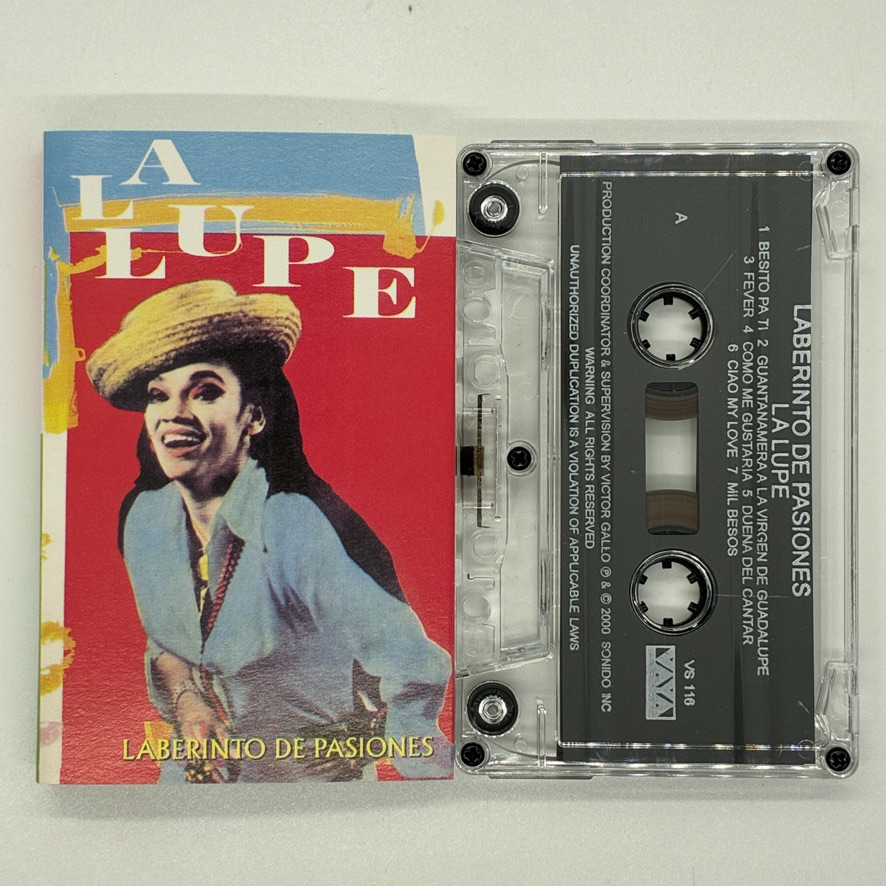 LA
LUPE
LABERINTO DE PASIONES
LABERINTO DE PASIONES
LA LUPE
A
1 BESITO PA TI 2 GUANTANAMERA A LA VIRGEN DE GUADALUPE
3 FEVER 4 COMO ME GUSTARIA 5 DUENA DEL CANTAR
6 CIAO MY LOVE 7 MIL BESOS
VS 116
VAYA
PRODUCTION COORDINATOR & SUPERVISION BY VICTOR GALLO ℗ & © 2000 SONIDO INC
WARNING ALL RIGHTS RESERVED
UNAUTHORIZED DUPLICATION IS A VIOLATION OF APPLICABLE LAWS